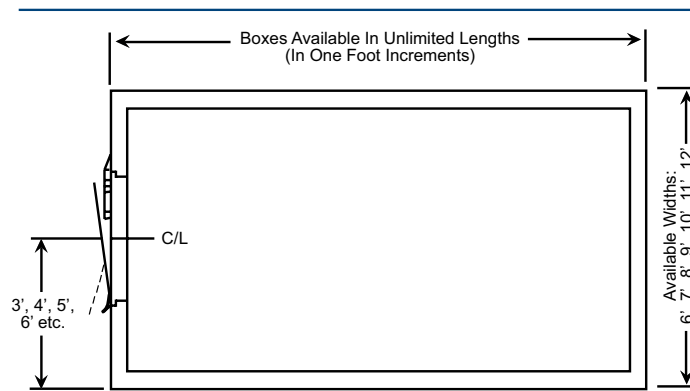 Boxes Available In Unlimited Lengths
(In One Foot Increments)
C/L
3’, 4’, 5’,
6’ etc.
Available Widths:
6’, 7’, 8’, 9’, 10’, 11’, 12’